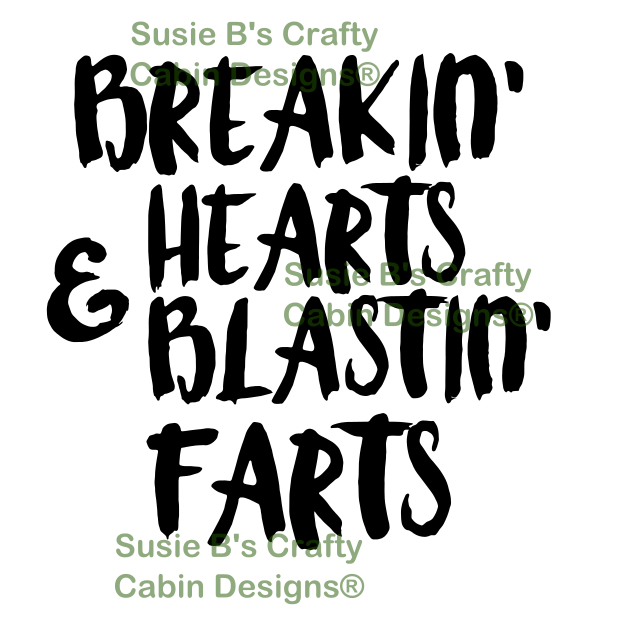 Susie B's Crafty
Cabin Designs®
BREAKIN'
HEARTS
&
Susie B's Crafty
Cabin Designs®
BLASTIN'
FARTS
Susie B's Crafty
Cabin Designs®